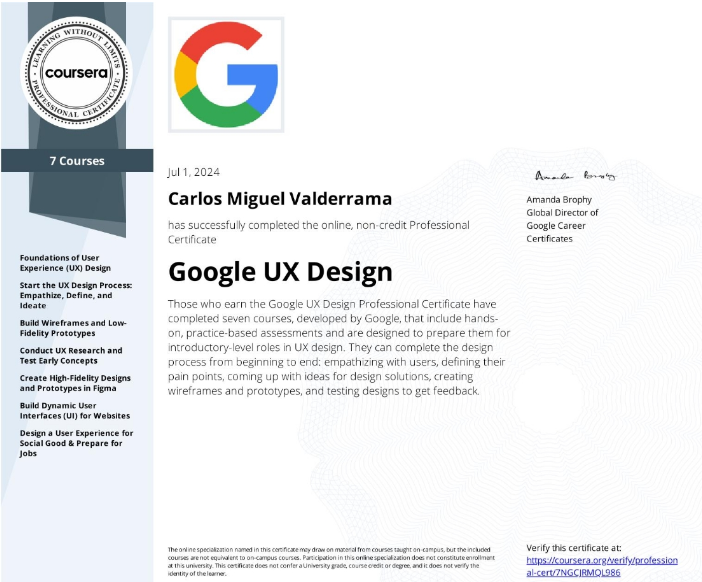 LEARNING WITHOUT LIMITS
coursera
PROFESSIONAL CERTIFICATE
7 Courses
Foundations of User
Experience (UX) Design
Start the UX Design Process:
Empathize, Define, and
Ideate
Build Wireframes and Low-
Fidelity Prototypes
Conduct UX Research and
Test Early Concepts
Create High-Fidelity Designs
and Prototypes in Figma
Build Dynamic User
Interfaces (UI) for Websites
Design a User Experience for
Social Good & Prepare for
Jobs
G
Jul 1, 2024
Carlos Miguel Valderrama
has successfully completed the online, non-credit Professional
Certificate
Google UX Design
Those who earn the Google UX Design Professional Certificate have
completed seven courses, developed by Google, that include hands-
on, practice-based assessments and are designed to prepare them for
introductory-level roles in UX design. They can complete the design
process from beginning to end: empathizing with users, defining their
pain points, coming up with ideas for design solutions, creating
wireframes and prototypes, and testing designs to get feedback.
Amanda Brophy
Amanda Brophy
Global Director of
Google Career
Certificates
The online specialization named in this certificate may draw on material from courses taught on-campus, but the included
courses are not equivalent to on-campus courses. Participation in this online specialization does not constitute enrollment
at this university. This certificate does not confer a University grade, course credit or degree, and it does not verify the
identity of the learner.
Verify this certificate at:
https://coursera.org/verify/profession
al-cert/7NGCJRMQL986